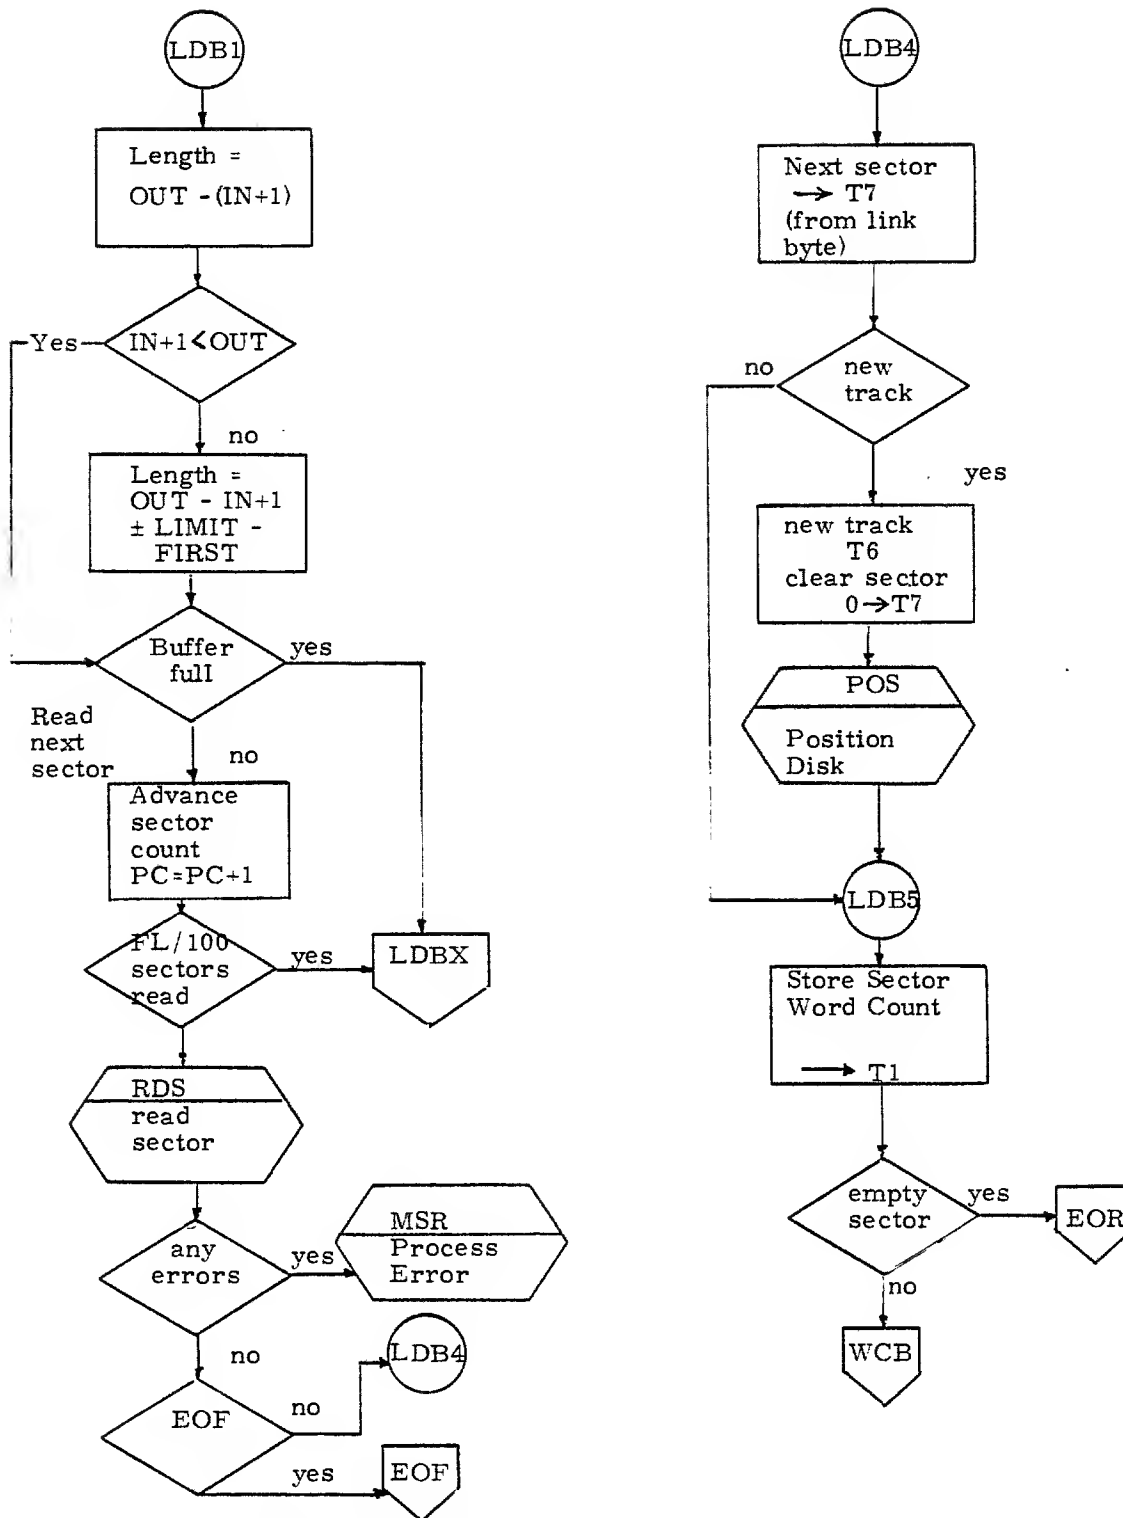 LDB1
Length =
OUT - (IN+1)
Yes
IN+1<OUT
no
Length =
OUT - IN+1
± LIMIT -
FIRST
Buffer
full
yes
Read
next
sector
no
Advance
sector
count
PC=PC+1
FL/100
sectors
read
yes
LDBX
RDS
read
sector
any
errors
yes
MSR
Process
Error
no
LDB4
EOF
no
yes
EOF
LDB4
Next sector
→ T7
(from link
byte)
no
new
track
yes
new track
T6
clear sector
0→T7
POS
Position
Disk
LDB5
Store Sector
Word Count
→ T1
empty
sector
yes
EOR
no
WCB